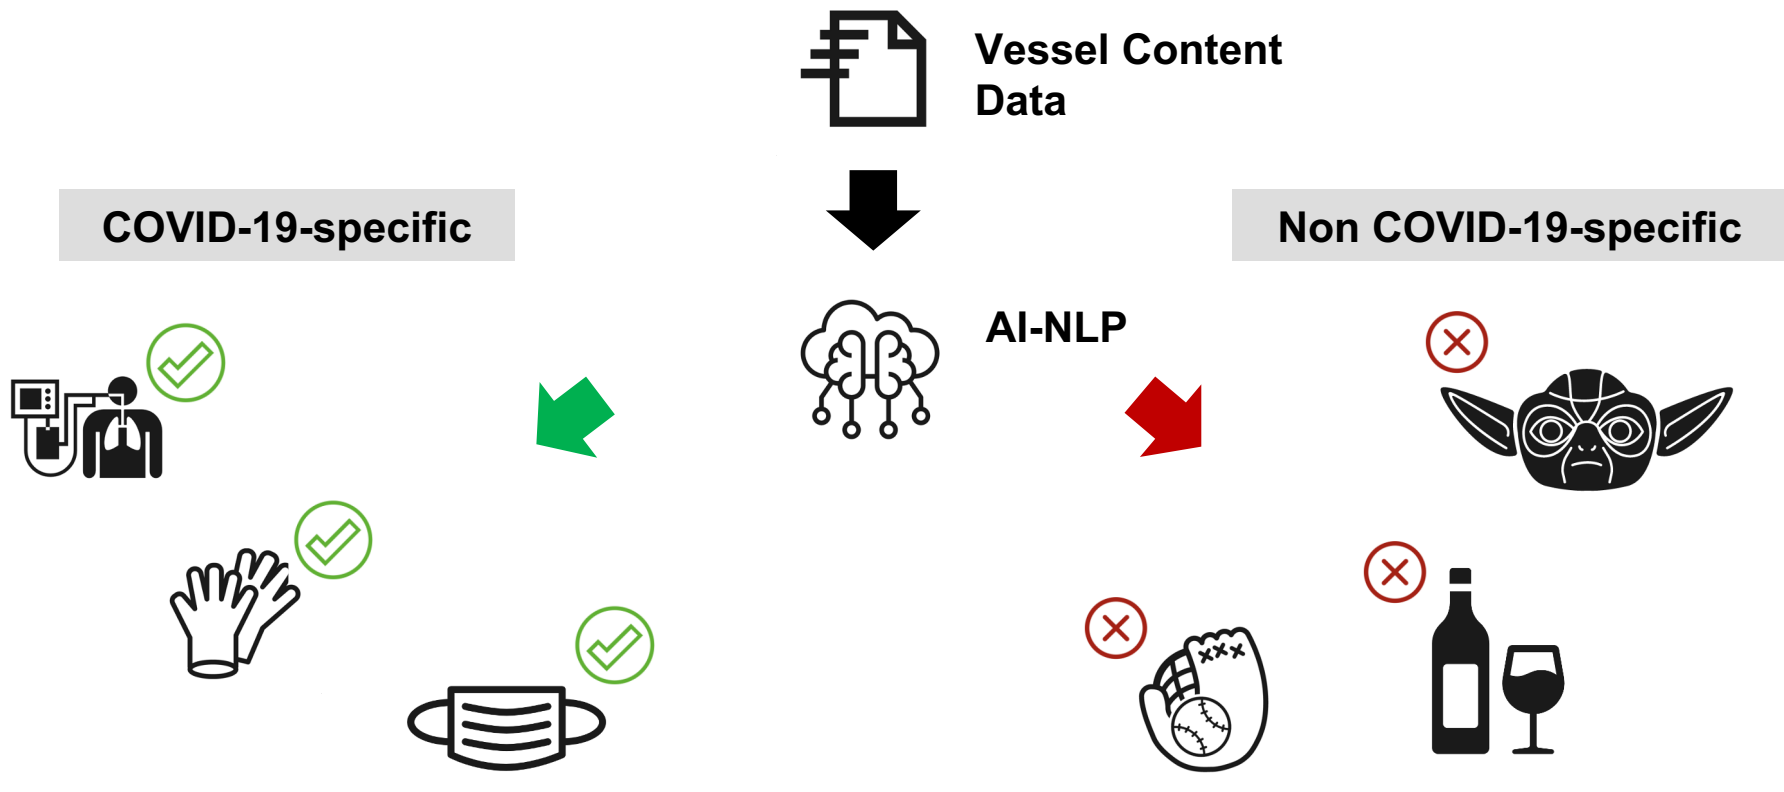 Vessel Content
Data
COVID-19-specific
Non COVID-19-specific
AI-NLP